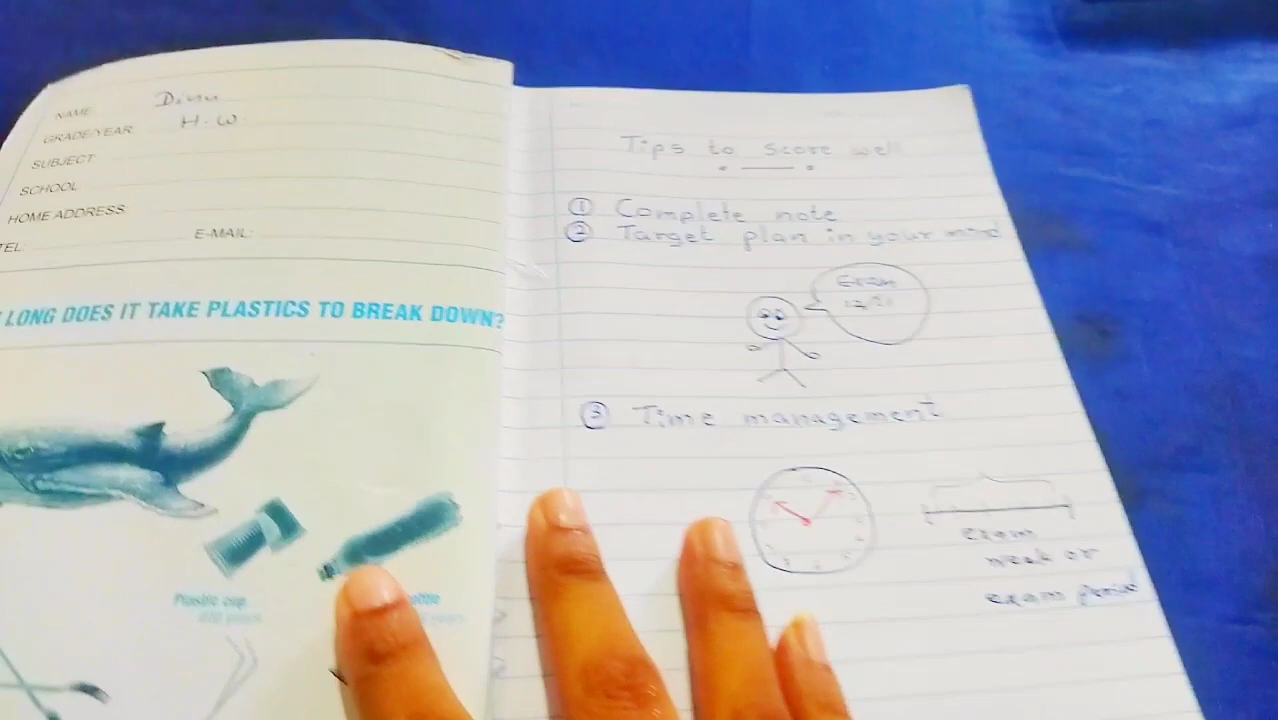 NAME:
GRADE/YEAR: H.W.
SUBJECT:
SCHOOL
HOME ADDRESS:
TEL:
E-MAIL:
LONG DOES IT TAKE PLASTICS TO BREAK DOWN?
Plastic cup
Tips to score well
① Complete note
② Target plan in your mind
Exam
③ Time management
exam
week or
exam period